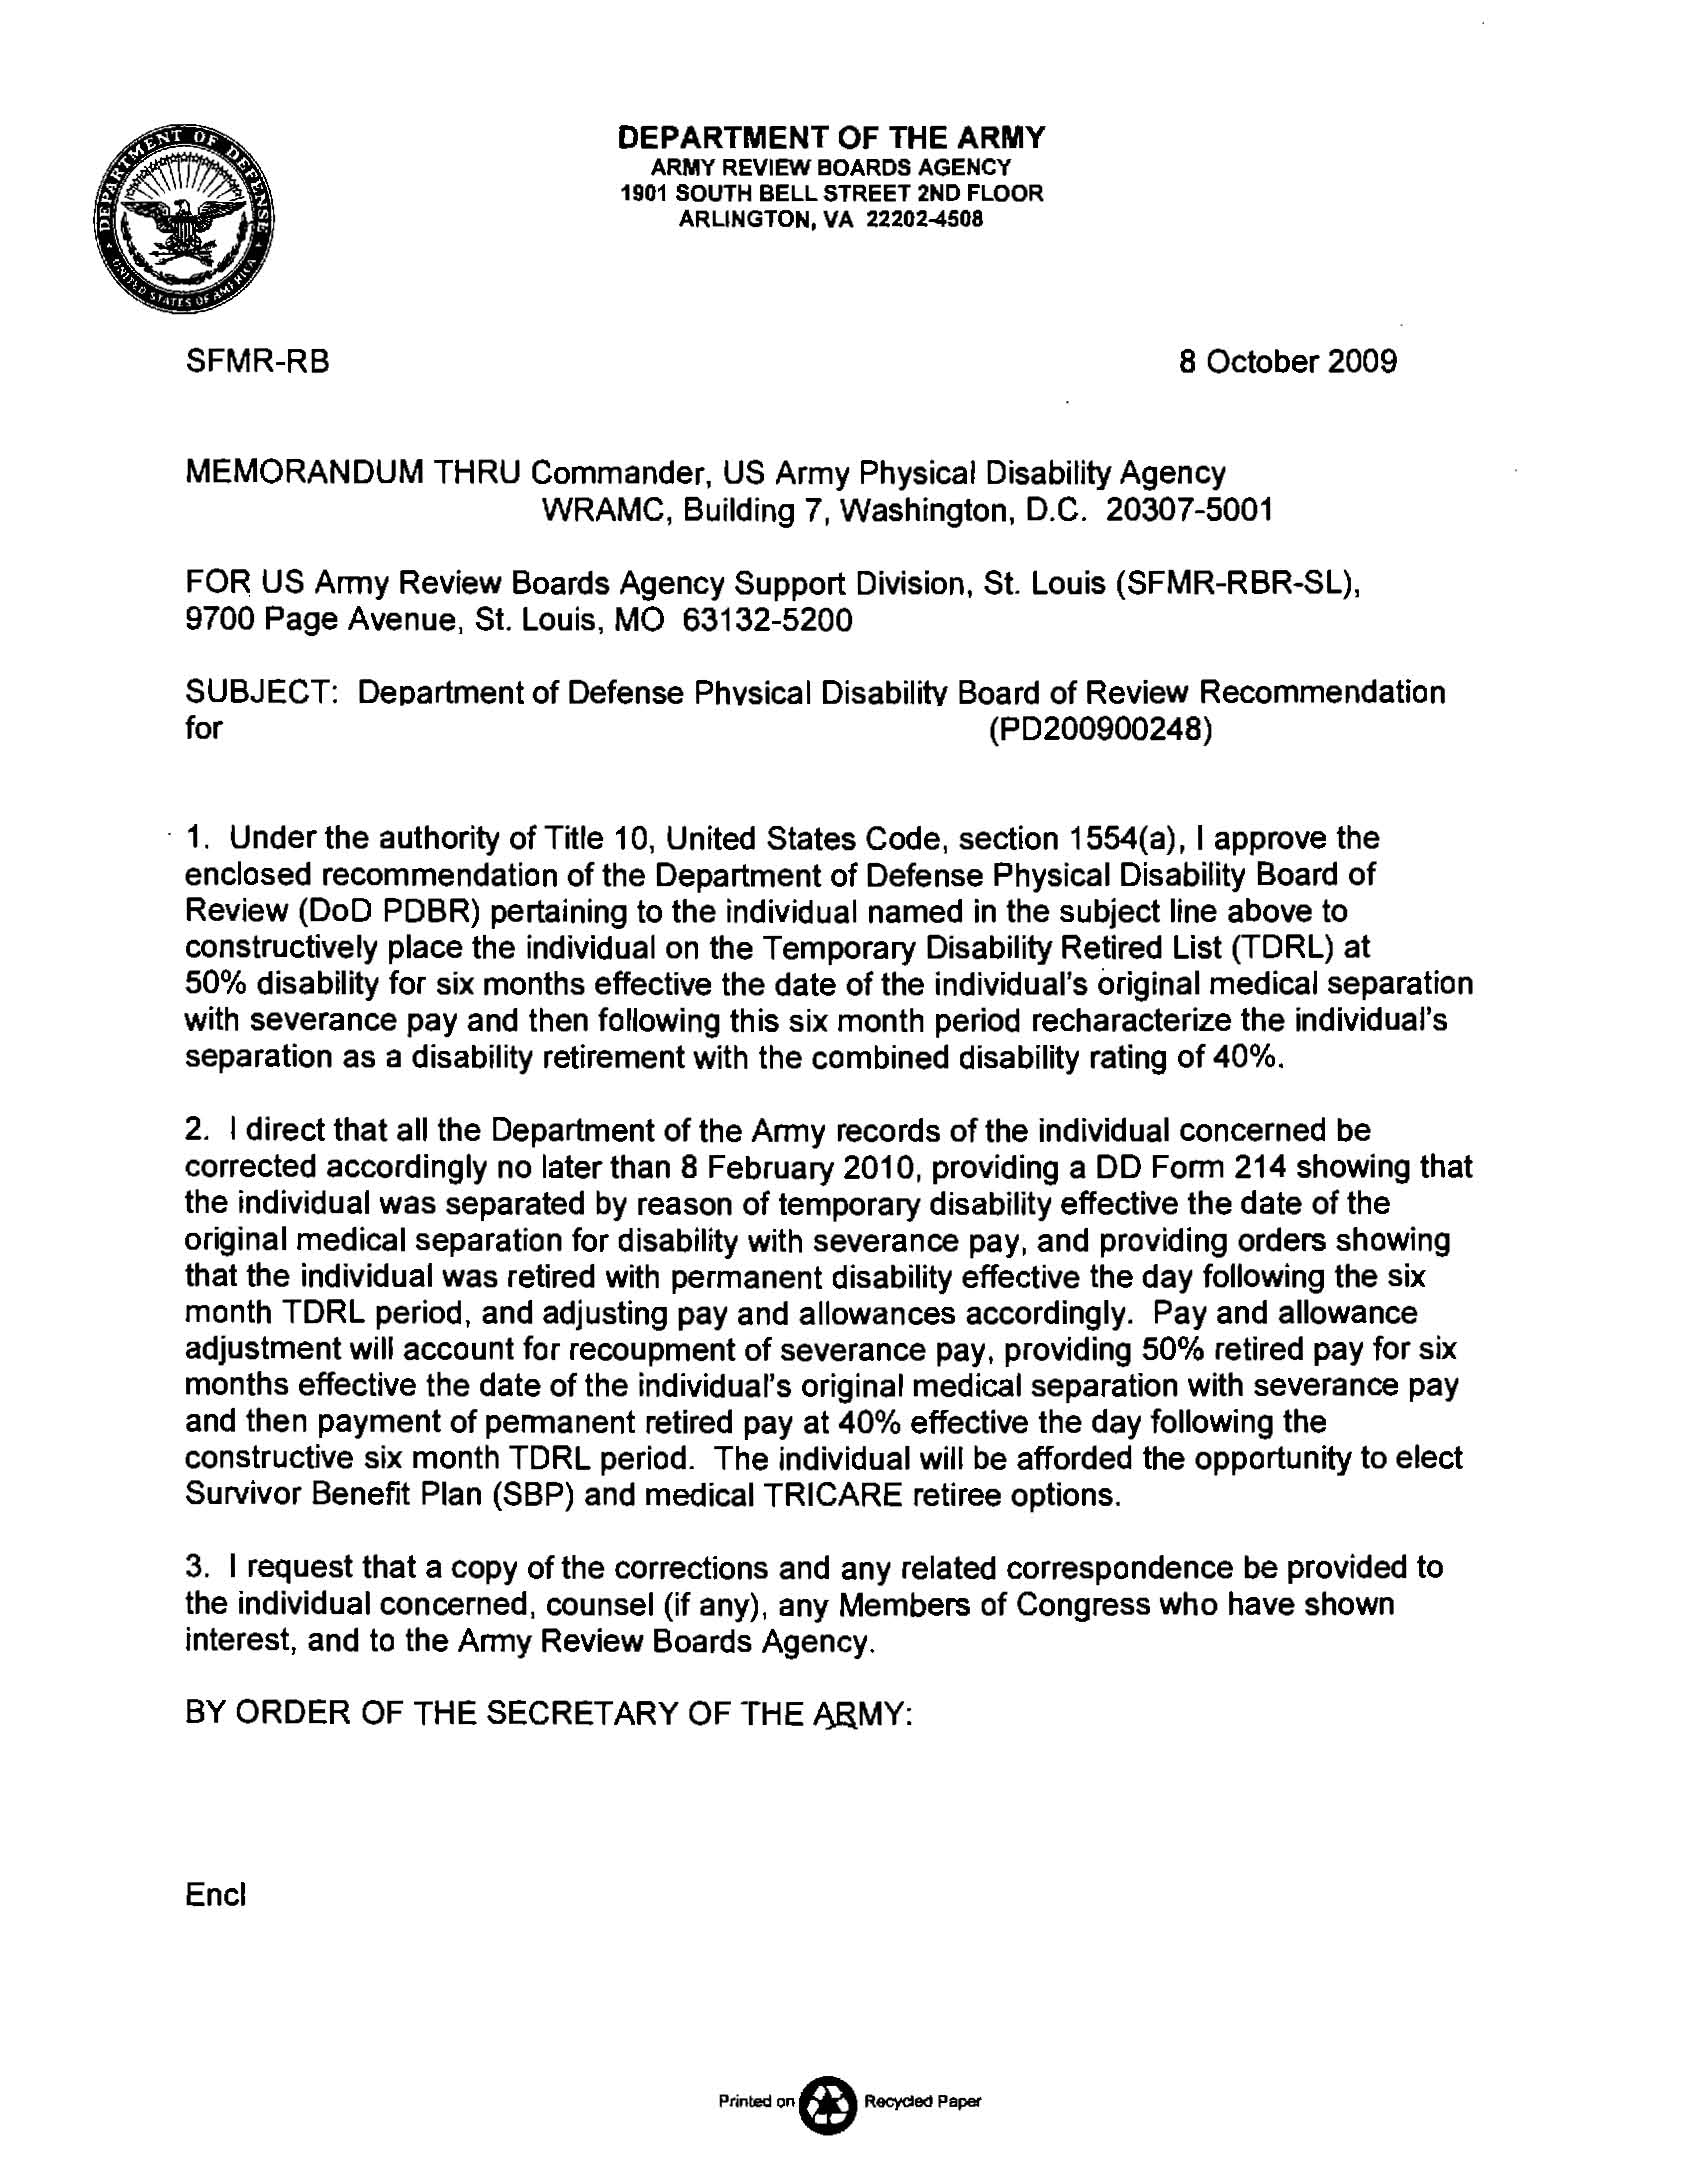 DEPARTMENT OF DEFENSE
UNITED STATES OF AMERICA
DEPARTMENT OF THE ARMY
ARMY REVIEW BOARDS AGENCY
1901 SOUTH BELL STREET 2ND FLOOR
ARLINGTON, VA 22202-4508
SFMR-RB 8 October 2009
MEMORANDUM THRU Commander, US Army Physical Disability Agency
WRAMC, Building 7, Washington, D.C. 20307-5001
FOR US Army Review Boards Agency Support Division, St. Louis (SFMR-RBR-SL),
9700 Page Avenue, St. Louis, MO 63132-5200
SUBJECT: Department of Defense Physical Disability Board of Review Recommendation
for (PD200900248)
1. Under the authority of Title 10, United States Code, section 1554(a), I approve the
enclosed recommendation of the Department of Defense Physical Disability Board of
Review (DoD PDBR) pertaining to the individual named in the subject line above to
constructively place the individual on the Temporary Disability Retired List (TDRL) at
50% disability for six months effective the date of the individual's original medical separation
with severance pay and then following this six month period recharacterize the individual's
separation as a disability retirement with the combined disability rating of 40%.
2. I direct that all the Department of the Army records of the individual concerned be
corrected accordingly no later than 8 February 2010, providing a DD Form 214 showing that
the individual was separated by reason of temporary disability effective the date of the
original medical separation for disability with severance pay, and providing orders showing
that the individual was retired with permanent disability effective the day following the six
month TDRL period, and adjusting pay and allowances accordingly. Pay and allowance
adjustment will account for recoupment of severance pay, providing 50% retired pay for six
months effective the date of the individual's original medical separation with severance pay
and then payment of permanent retired pay at 40% effective the day following the
constructive six month TDRL period. The individual will be afforded the opportunity to elect
Survivor Benefit Plan (SBP) and medical TRICARE retiree options.
3. I request that a copy of the corrections and any related correspondence be provided to
the individual concerned, counsel (if any), any Members of Congress who have shown
interest, and to the Army Review Boards Agency.
BY ORDER OF THE SECRETARY OF THE ARMY:
Encl
Printed on Recycled Paper